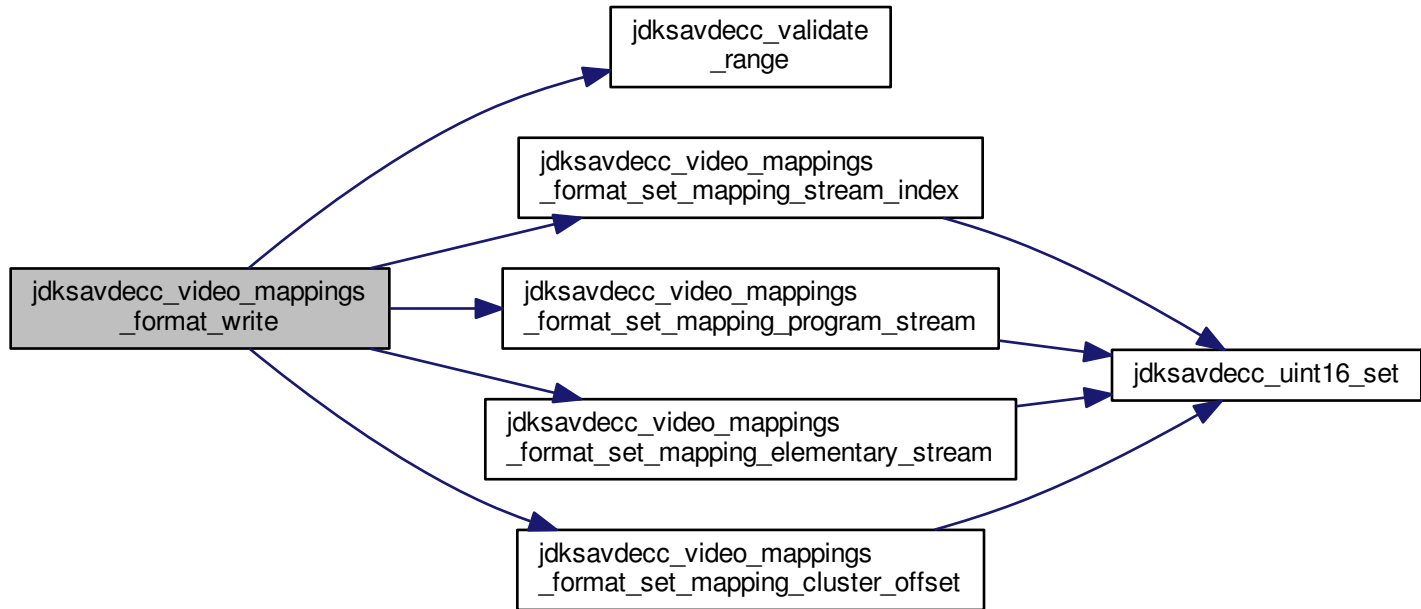 jdksavdecc_validate
_range
jdksavdecc_video_mappings
_format_set_mapping_stream_index
jdksavdecc_video_mappings
_format_write
jdksavdecc_video_mappings
_format_set_mapping_program_stream
jdksavdecc_uint16_set
jdksavdecc_video_mappings
_format_set_mapping_elementary_stream
jdksavdecc_video_mappings
_format_set_mapping_cluster_offset